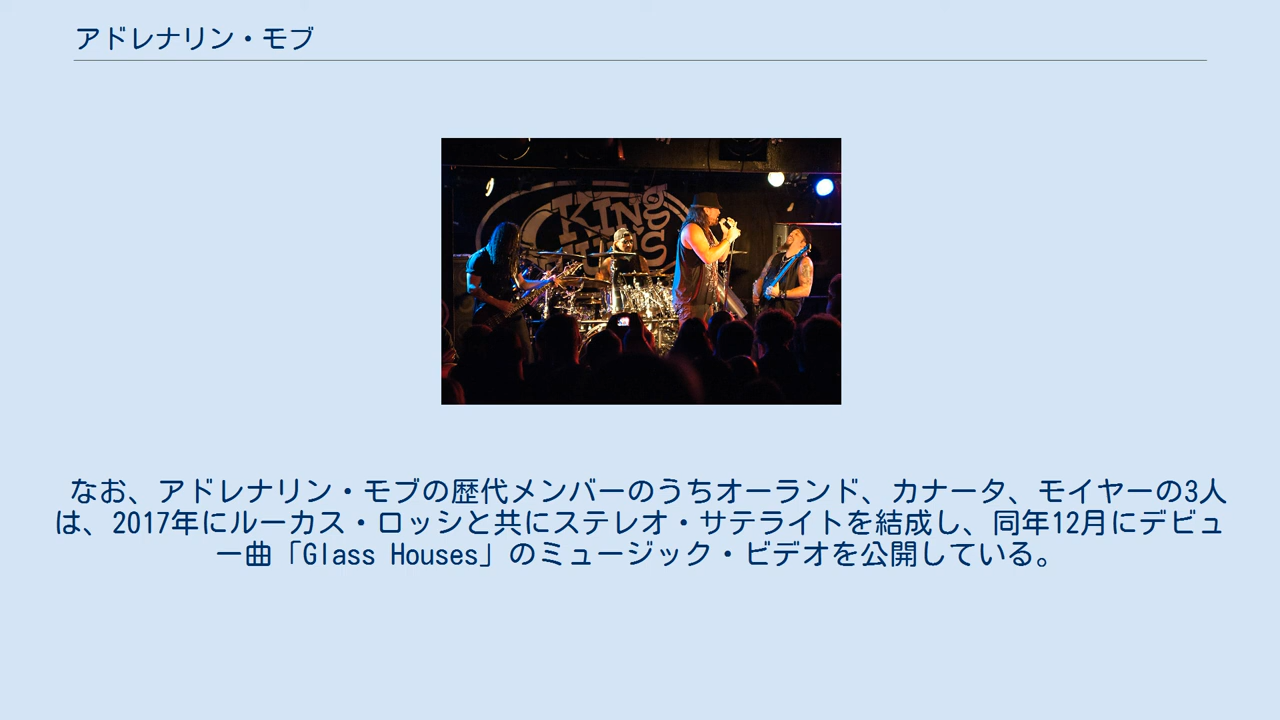 アドレナリン・モブ
KINg
なお、アドレナリン・モブの歴代メンバーのうちオーランド、カナータ、モイヤーの3人
は、2017年にルーカス・ロッシと共にステレオ・サテライトを結成し、同年12月にデビュ
ー曲「Glass Houses」のミュージック・ビデオを公開している。